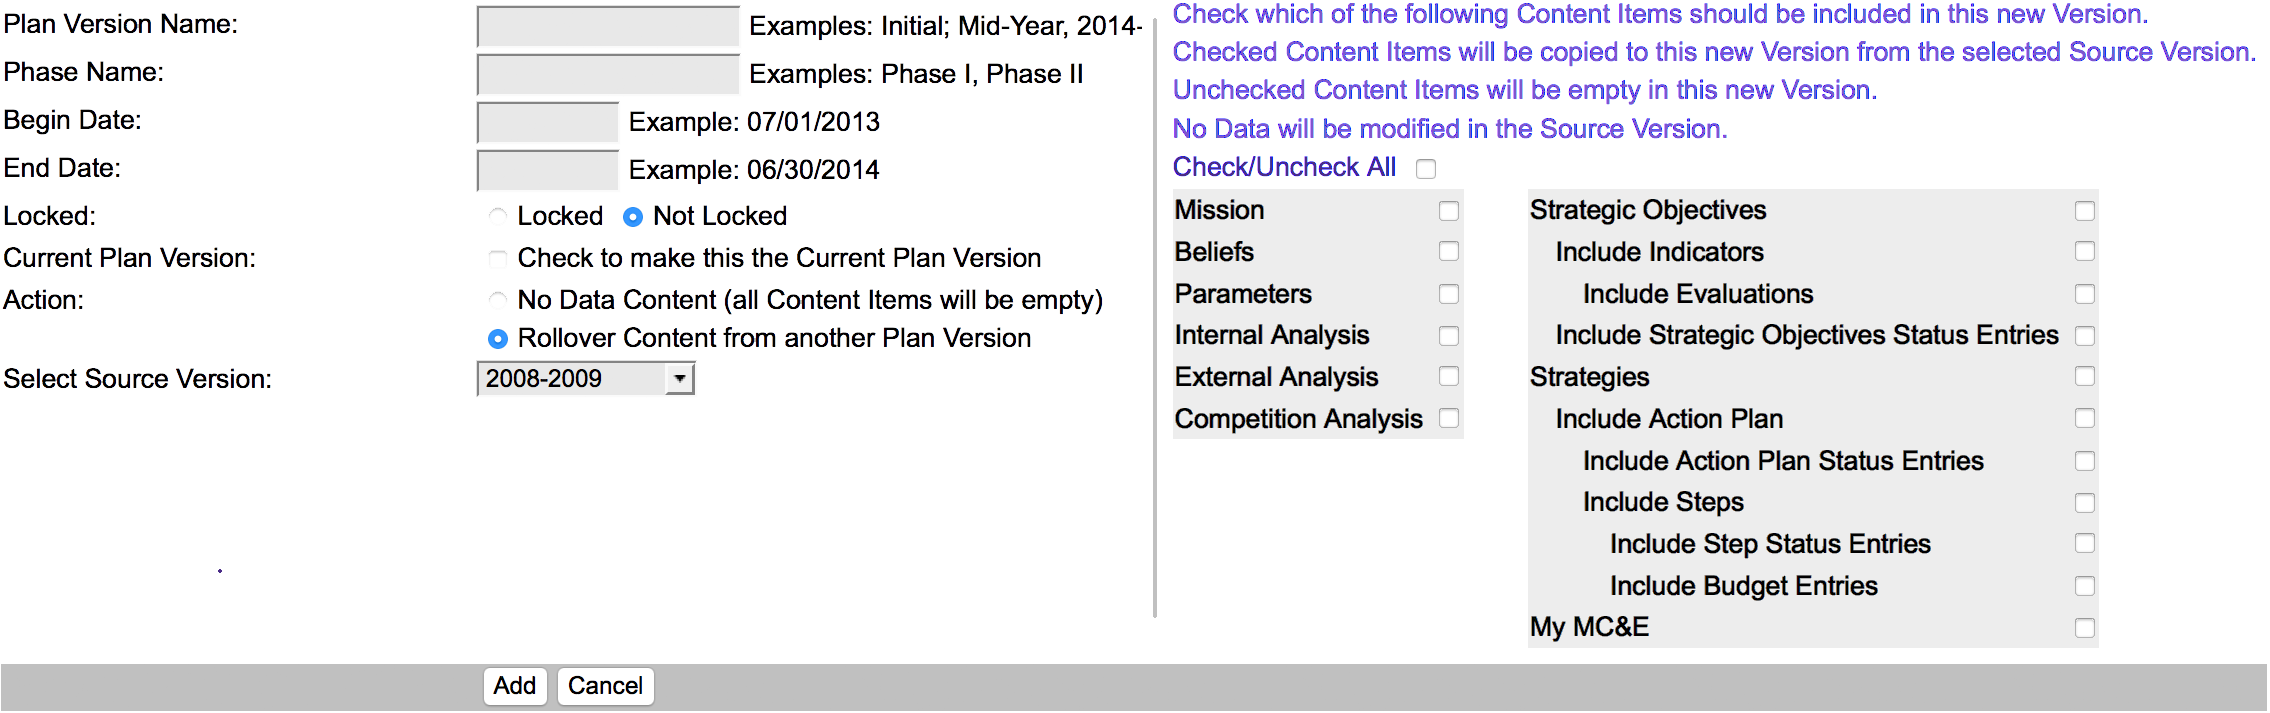 Plan Version Name: Examples: Initial; Mid-Year, 2014-
Phase Name: Examples: Phase I, Phase II
Begin Date: Example: 07/01/2013
End Date: Example: 06/30/2014
Locked: Locked Not Locked
Current Plan Version: Check to make this the Current Plan Version
Action: No Data Content (all Content Items will be empty)
Rollover Content from another Plan Version
Select Source Version: 2008-2009
Check which of the following Content Items should be included in this new Version.
Checked Content Items will be copied to this new Version from the selected Source Version.
Unchecked Content Items will be empty in this new Version.
No Data will be modified in the Source Version.
Check/Uncheck All
Mission
Beliefs
Parameters
Internal Analysis
External Analysis
Competition Analysis
Strategic Objectives
Include Indicators
Include Evaluations
Include Strategic Objectives Status Entries
Strategies
Include Action Plan
Include Action Plan Status Entries
Include Steps
Include Step Status Entries
Include Budget Entries
My MC&E
Add Cancel